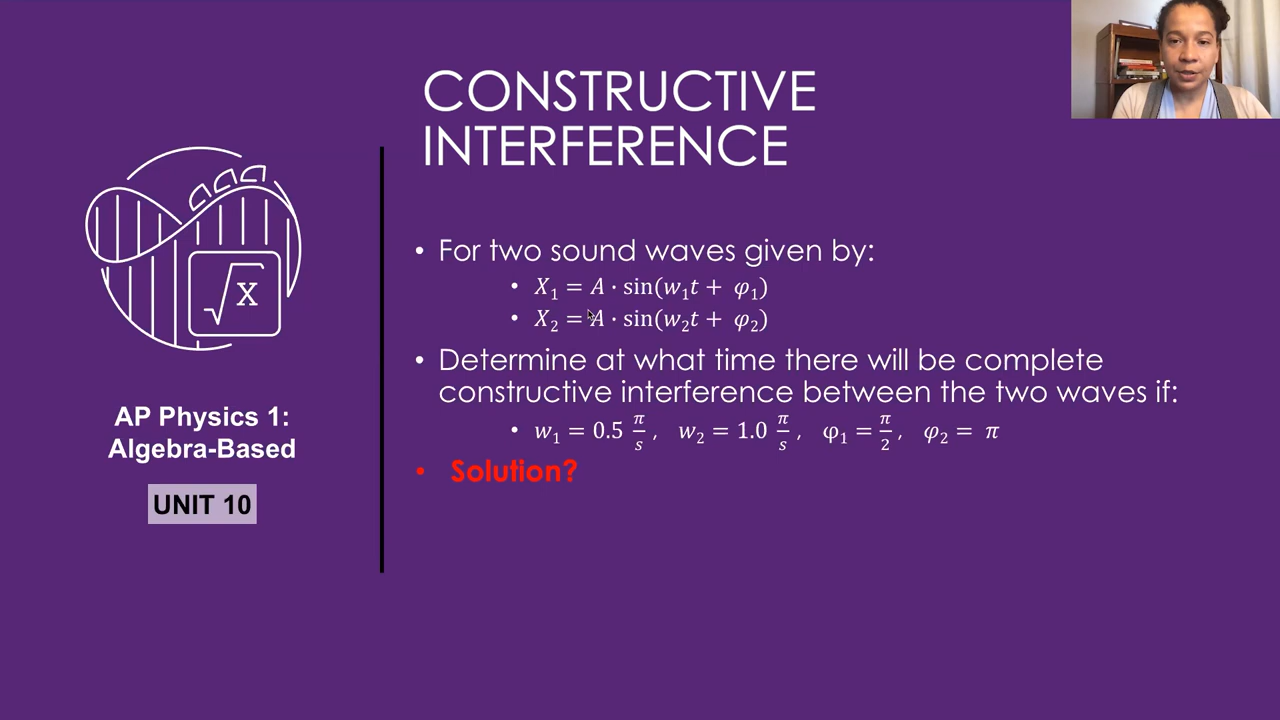 CONSTRUCTIVE
INTERFERENCE
• For two sound waves given by:
• X₁ = A · sin(w₁t + φ₁)
• X₂ = A · sin(w₂t + φ₂)
• Determine at what time there will be complete
constructive interference between the two waves if:
• w₁ = 0.5 π/s , w₂ = 1.0 π/s , φ₁ = π/2 , φ₂ = π
• Solution?
√x
AP Physics 1:
Algebra-Based
UNIT 10